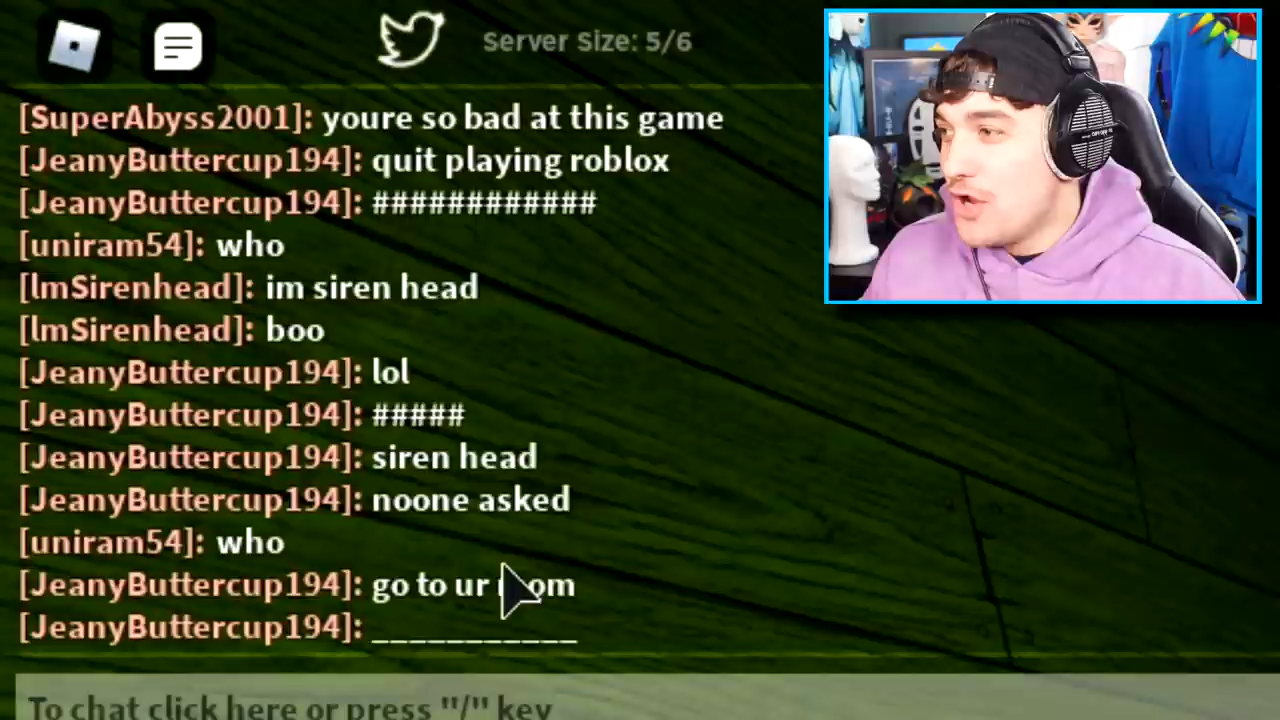 Server Size: 5/6
[SuperAbyss2001]: youre so bad at this game
[JeanyButtercup194]: quit playing roblox
[JeanyButtercup194]: ############
[uniram54]: who
[lmSirenhead]: im siren head
[lmSirenhead]: boo
[JeanyButtercup194]: lol
[JeanyButtercup194]: #####
[JeanyButtercup194]: siren head
[JeanyButtercup194]: noone asked
[uniram54]: who
[JeanyButtercup194]: go to ur
[JeanyButtercup194]: ___________
To chat click here or press "/" key